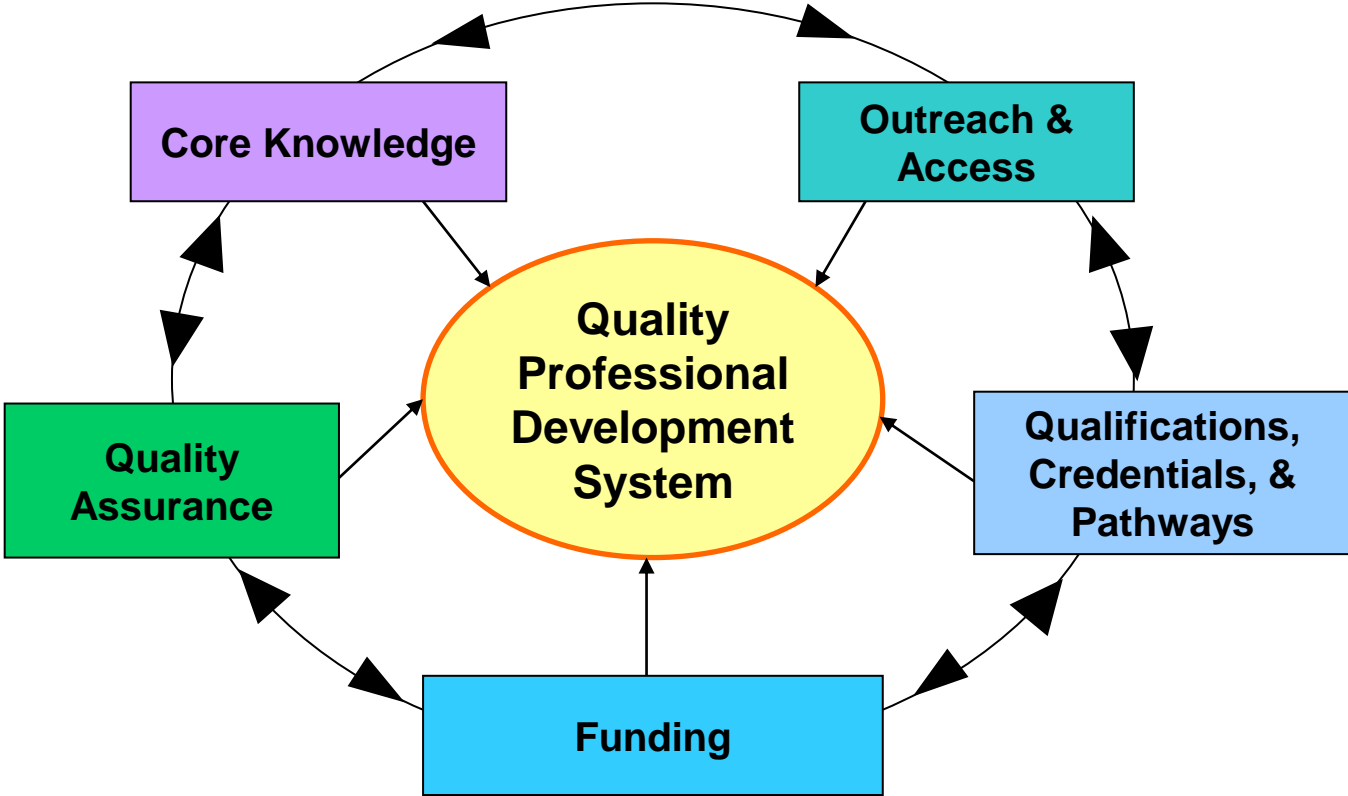 Core Knowledge
Outreach &
Access
Quality
Professional
Development
System
Quality
Assurance
Qualifications,
Credentials, &
Pathways
Funding